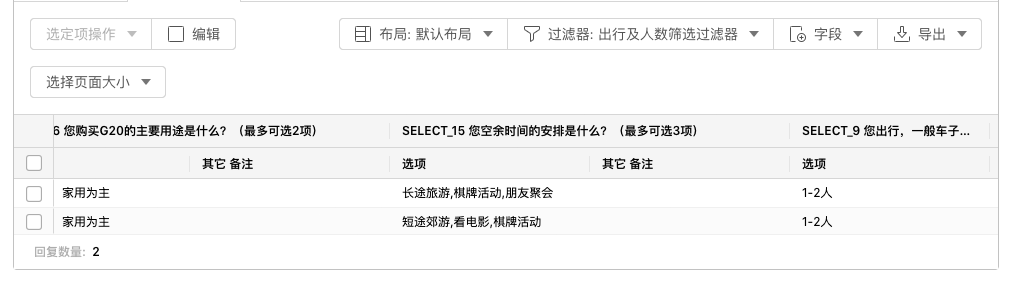 选定项操作 编辑 布局: 默认布局 过滤器: 出行及人数筛选过滤器 字段 导出
选择页面大小
6 您购买G20的主要用途是什么？（最多可选2项） SELECT_15 您空余时间的安排是什么？（最多可选3项） SELECT_9 您出行，一般车子...
其它 备注 选项 其它 备注 选项
家用为主 长途旅游,棋牌活动,朋友聚会 1-2人
家用为主 短途郊游,看电影,棋牌活动 1-2人
回复数量: 2